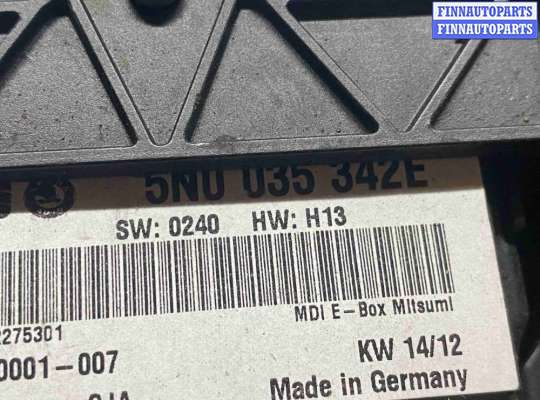 FINNAUTOPARTS
FINNAUTOPARTS
5N0 035 342E
SW: 0240 HW: H13
MDI E-Box Mitsumi
2275301
0001-007
KW 14/12
Made in Germany